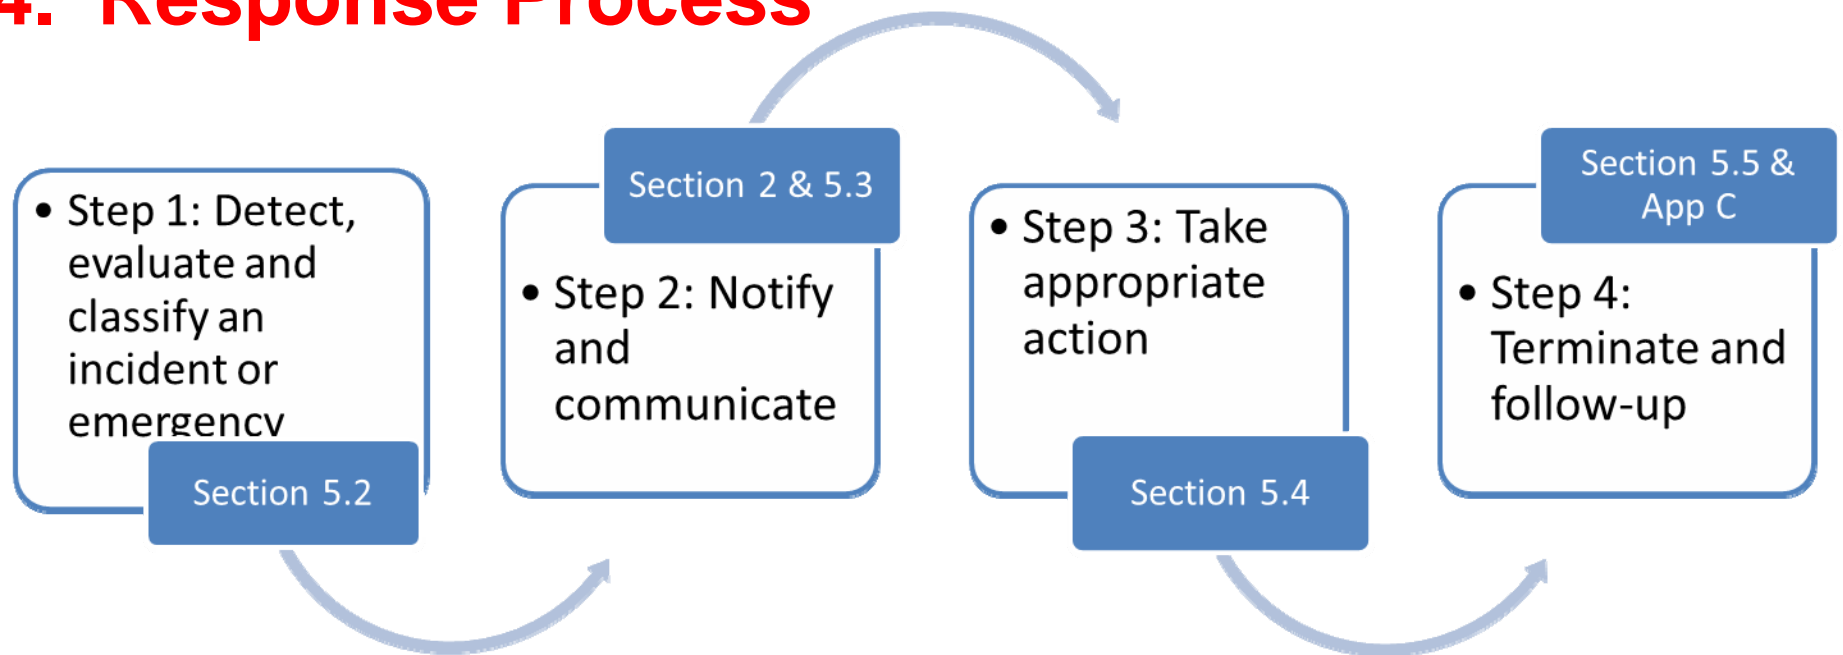 4. Response Process
• Step 1: Detect,
evaluate and
classify an
incident or
emergency
Section 5.2
Section 2 & 5.3
• Step 2: Notify
and
communicate
• Step 3: Take
appropriate
action
Section 5.4
Section 5.5 &
App C
• Step 4:
Terminate and
follow-up